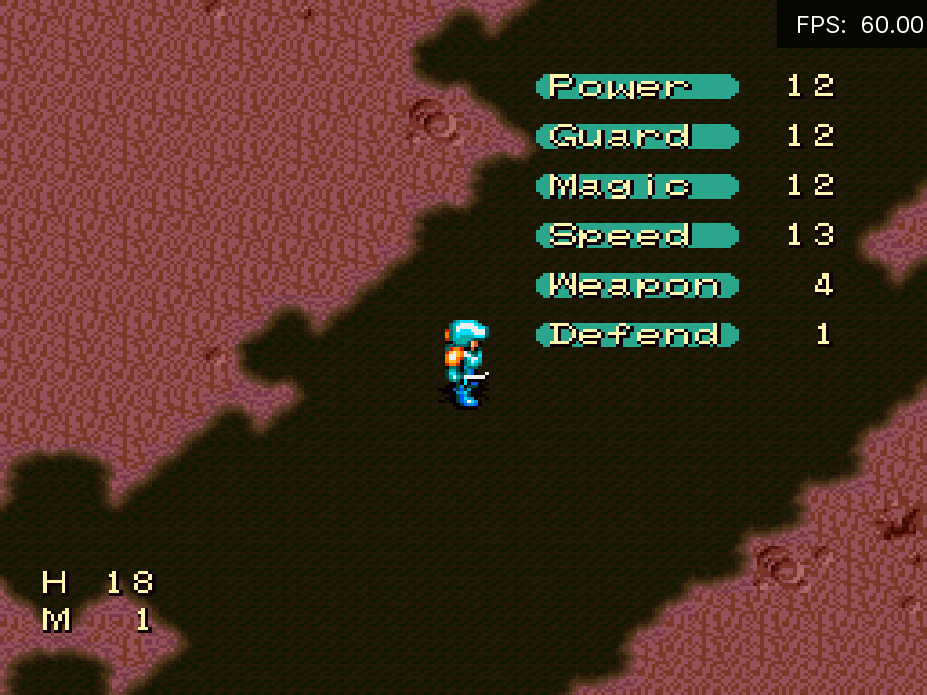 FPS: 60.00
Power 12
Guard 12
Magic 12
Speed 13
Weapon 4
Defend 1
H 18
M 1